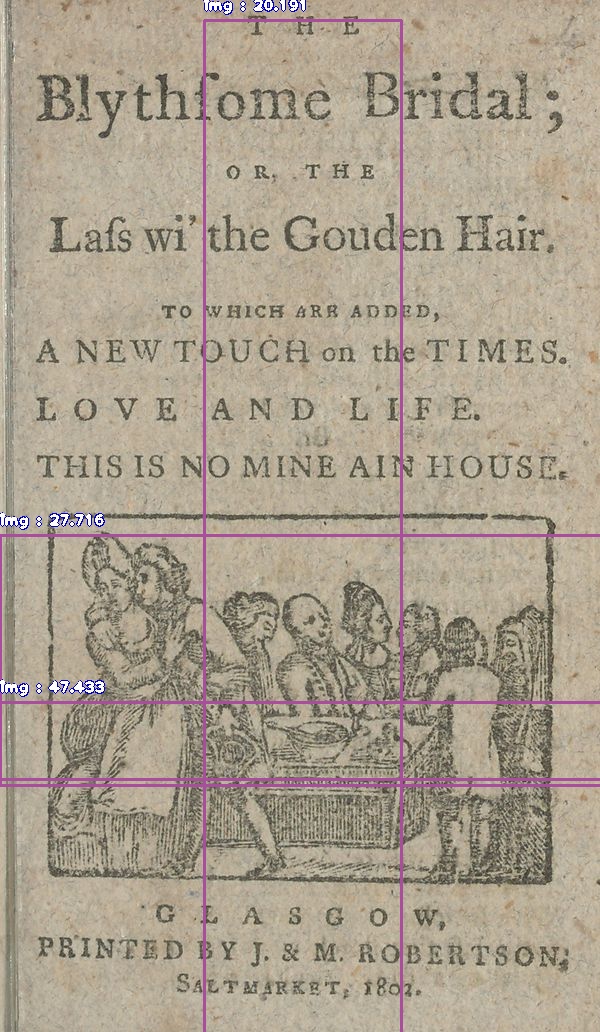 THE
Blythſome Bridal;
OR, THE
Laſs wi' the Gouden Hair.
TO WHICH ARE ADDED,
A NEW TOUCH on the TIMES.
LOVE AND LIFE.
THIS IS NO MINE AIN HOUSE.
GLASGOW,
PRINTED BY J. & M. ROBERTSON,
SALTMARKET, 1802.
Img : 20.191
Img : 27.716
Img : 47.433